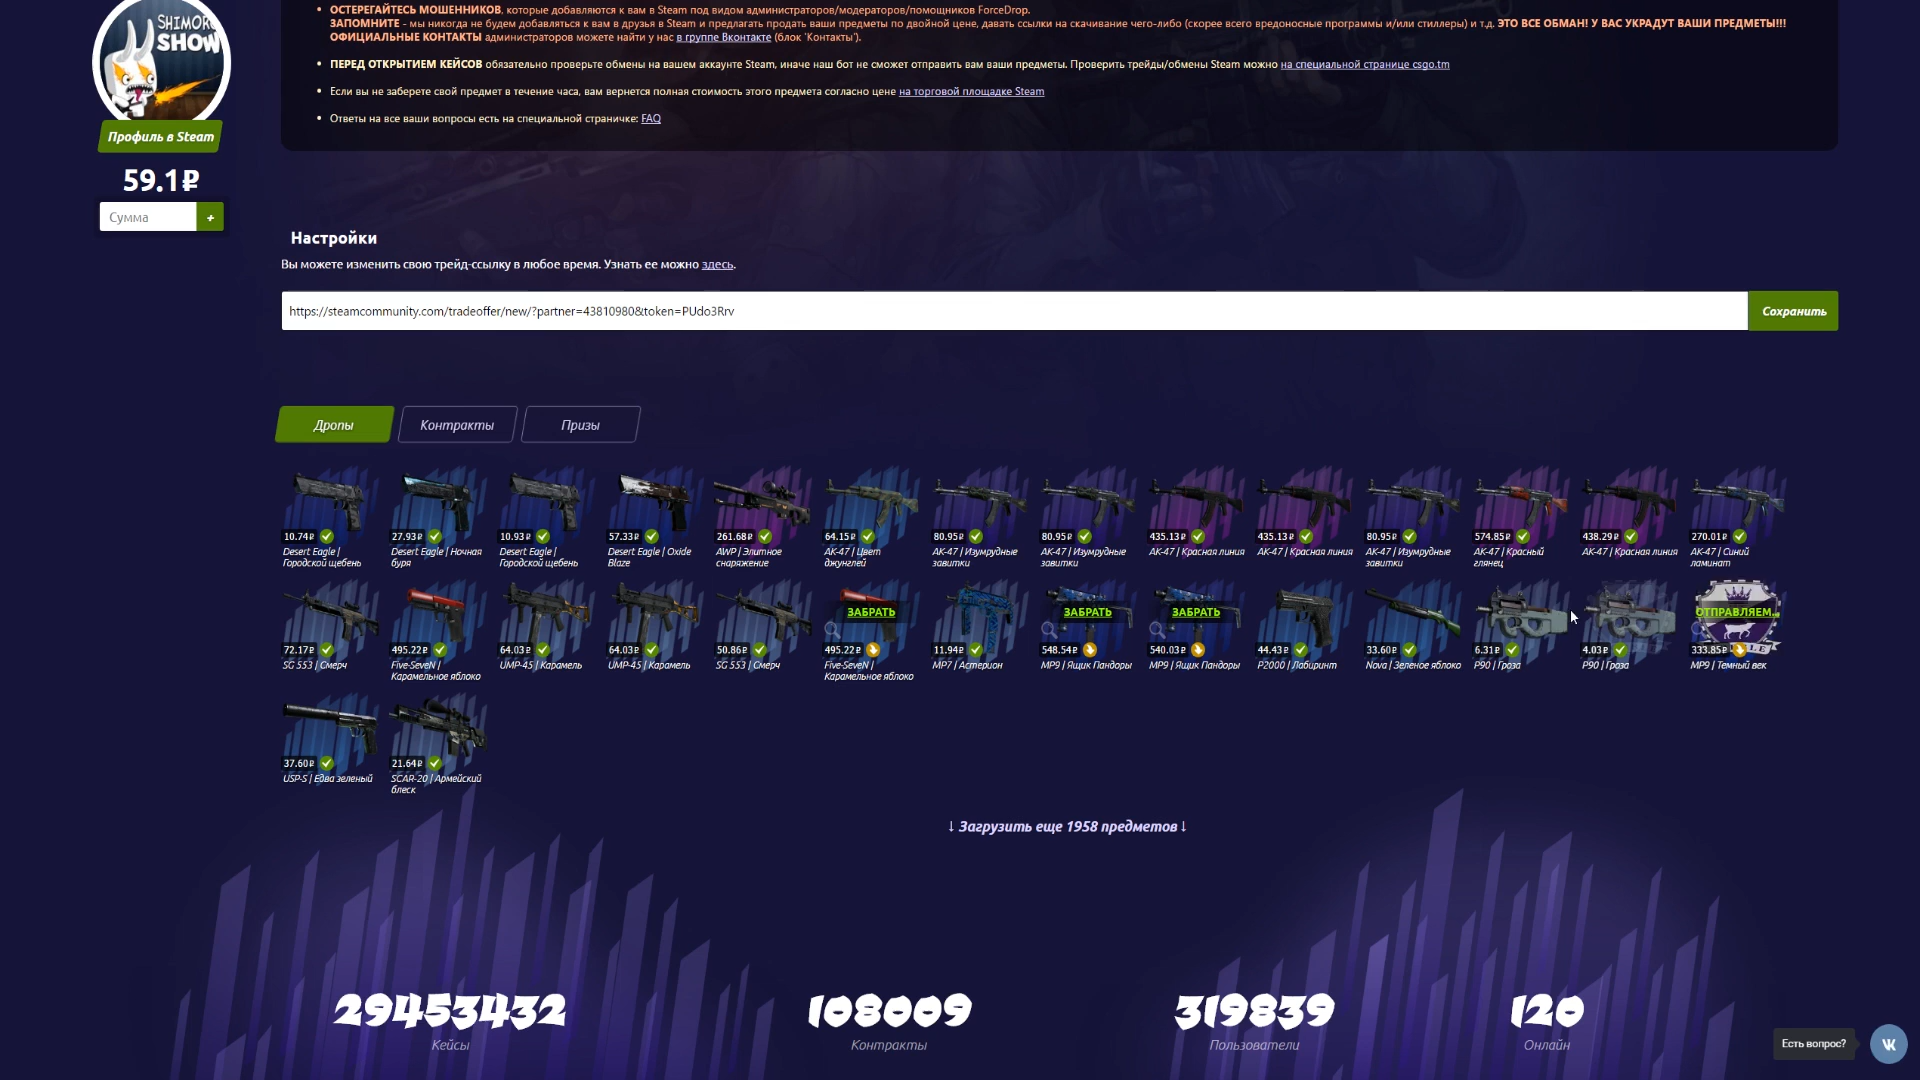 ОСТЕРЕГАЙТЕСЬ МОШЕННИКОВ, которые добавляются к вам в Steam под видом администраторов/модераторов/помощников ForceDrop.
ЗАПОМНИТЕ - мы никогда не будем добавляться к вам в друзья в Steam и предлагать продать ваши предметы по двойной цене, давать ссылки на скачивание чего-либо (скорее всего вредоносные программы и/или стиллеры) и т.д. ЭТО ВСЕ ОБМАН! У ВАС УКРАДУТ ВАШИ ПРЕДМЕТЫ!!!
ОФИЦИАЛЬНЫЕ КОНТАКТЫ администраторов можете найти у нас в группе Вконтакте (блок 'Контакты').
ПЕРЕД ОТКРЫТИЕМ КЕЙСОВ обязательно проверьте обмены на вашем аккаунте Steam, иначе наш бот не сможет отправить вам ваши предметы. Проверить трейды/обмены Steam можно на специальной странице csgo.tm
Если вы не заберете свой предмет в течение часа, вам вернется полная стоимость этого предмета согласно цене на торговой площадке Steam
Ответы на все ваши вопросы есть на специальной страничке: FAQ
SHIMORO
SHOW
Профиль в Steam
59.1₽
Сумма +
Настройки
Вы можете изменить свою трейд-ссылку в любое время. Узнать ее можно здесь.
https://steamcommunity.com/tradeoffer/new/?partner=43810980&token=PUdo3Rrv
Сохранить
Дропы Контракты Призы
10.74₽ 27.93₽ 10.93₽ 57.33₽ 261.68₽ 64.15₽ 80.95₽ 80.95₽ 435.13₽ 435.13₽ 80.95₽ 574.85₽ 438.29₽ 270.01₽
Desert Eagle | Desert Eagle | Ночная Desert Eagle | Desert Eagle | Oxide AWP | Элитное AK-47 | Цвет AK-47 | Изумрудные AK-47 | Изумрудные AK-47 | Красная линия AK-47 | Красная линия AK-47 | Изумрудные AK-47 | Красный AK-47 | Красная линия AK-47 | Синий
Городской щебень буря Городской щебень Blaze снаряжение джунглей завитки завитки завитки глянец ламинат
ЗАБРАТЬ ЗАБРАТЬ ЗАБРАТЬ ОТПРАВЛЯЕМ...
72.17₽ 495.22₽ 64.03₽ 64.03₽ 50.86₽ 495.22₽ 11.94₽ 548.54₽ 540.03₽ 44.43₽ 33.60₽ 6.31₽ 4.03₽ 333.85₽
SG 553 | Смерч Five-SeveN | UMP-45 | Карамель UMP-45 | Карамель SG 553 | Смерч Five-SeveN | MP7 | Астерион MP9 | Ящик Пандоры MP9 | Ящик Пандоры P2000 | Лабиринт Nova | Зеленое яблоко P90 | Гроза P90 | Гроза MP9 | Темный век
Карамельное яблоко Карамельное яблоко
37.60₽ 21.64₽
USP-S | Едва зеленый SCAR-20 | Армейский
блеск
↓ Загрузить еще 1958 предметов ↓
29453432 108009 319839 120
Кейсы Контракты Пользователи Онлайн
Есть вопрос?